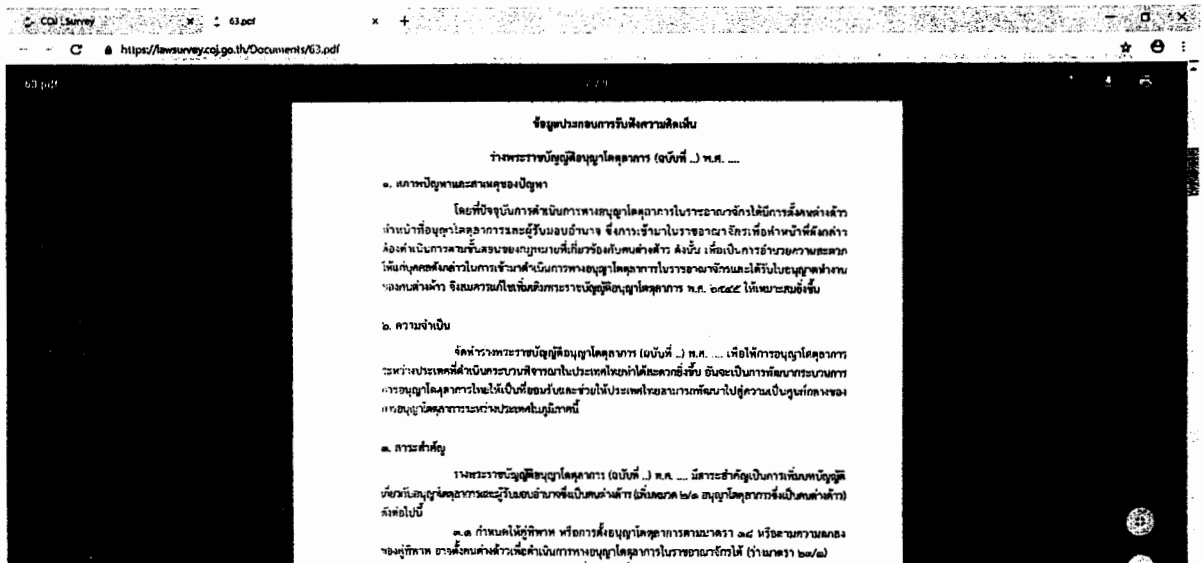 COJ Survey
63.pdf
https://lawsurvey.coj.go.th/Documents/63.pdf
63.pdf
ข้อมูลประกอบการรับฟังความคิดเห็น
ร่างพระราชบัญญัติอนุญาโตตุลาการ (ฉบับที่ ..) พ.ศ. ....
๑. สภาพปัญหาและสาเหตุของปัญหา
โดยที่ปัจจุบันการดำเนินการทางอนุญาโตตุลาการในราชอาณาจักรได้มีการตั้งคนต่างด้าว
ทำหน้าที่อนุญาโตตุลาการและผู้รับมอบอำนาจ ซึ่งการเข้ามาในราชอาณาจักรเพื่อทำหน้าที่ดังกล่าว
ต้องดำเนินการตามขั้นตอนของกฎหมายที่เกี่ยวข้องกับคนต่างด้าว ดังนั้น เพื่อเป็นการอำนวยความสะดวก
ให้แก่บุคคลดังกล่าวในการเข้ามาดำเนินการทางอนุญาโตตุลาการในราชอาณาจักรและได้รับใบอนุญาตทำงาน
ของคนต่างด้าว จึงสมควรแก้ไขเพิ่มเติมพระราชบัญญัติอนุญาโตตุลาการ พ.ศ. ๒๕๔๕ ให้เหมาะสมยิ่งขึ้น
๒. ความจำเป็น
จัดทำร่างพระราชบัญญัติอนุญาโตตุลาการ (ฉบับที่ ..) พ.ศ. .... เพื่อให้การอนุญาโตตุลาการ
ระหว่างประเทศที่ดำเนินกระบวนพิจารณาในประเทศไทยทำได้สะดวกยิ่งขึ้น อันจะเป็นการพัฒนากระบวนการ
การอนุญาโตตุลาการไทยให้เป็นที่ยอมรับและช่วยให้ประเทศไทยสามารถพัฒนาไปสู่ความเป็นศูนย์กลางของ
การอนุญาโตตุลาการระหว่างประเทศในภูมิภาคนี้
๓. สาระสำคัญ
ร่างพระราชบัญญัติอนุญาโตตุลาการ (ฉบับที่ ..) พ.ศ. .... มีสาระสำคัญเป็นการเพิ่มบทบัญญัติ
เกี่ยวกับอนุญาโตตุลาการและผู้รับมอบอำนาจซึ่งเป็นคนต่างด้าว (เพิ่มหมวด ๒/๑ อนุญาโตตุลาการซึ่งเป็นคนต่างด้าว)
ดังต่อไปนี้
๓.๑ กำหนดให้คู่พิพาท หรือการตั้งอนุญาโตตุลาการตามมาตรา ๑๘ หรือตามความตกลง
ของคู่พิพาท อาจตั้งคนต่างด้าวเพื่อดำเนินการทางอนุญาโตตุลาการในราชอาณาจักรได้ (ร่างมาตรา ๒๓/๑)